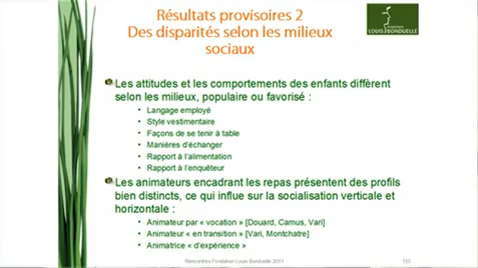 Résultats provisoires 2
Des disparités selon les milieux
sociaux
FONDATION
LOUIS BONDUELLE
Les attitudes et les comportements des enfants diffèrent
selon les milieux, populaire ou favorisé :
• Langage employé
• Style vestimentaire
• Façons de se tenir à table
• Manières d'échanger
• Rapport à l'alimentation
• Rapport à l'enquêteur
Les animateurs encadrant les repas présentent des profils
bien distincts, ce qui influe sur la socialisation verticale et
horizontale :
• Animateur par « vocation » [Douard, Camus, Vari]
• Animateur « en transition » [Vari, Montchatre]
• Animatrice « d'expérience »
Rencontres Fondation Louis Bonduelle 2011
153